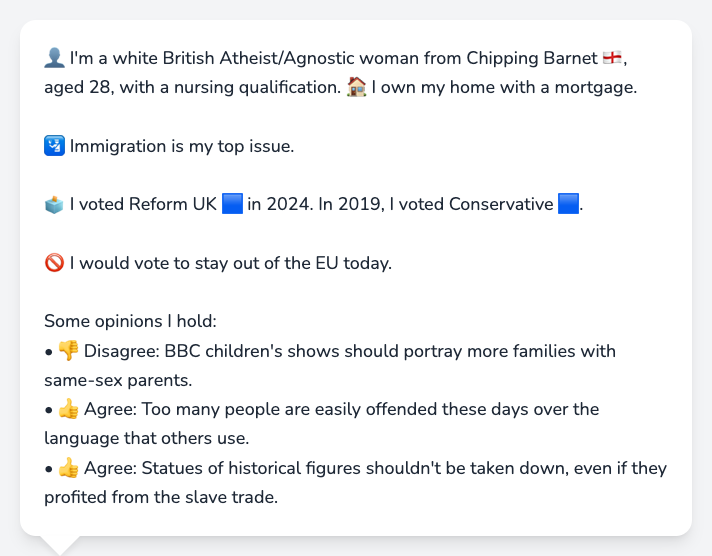 👤 I'm a white British Atheist/Agnostic woman from Chipping Barnet 🏴󠁧󠁢󠁥󠁮󠁧󠁿,
aged 28, with a nursing qualification. 🏠 I own my home with a mortgage.
🛂 Immigration is my top issue.
🗳️ I voted Reform UK 🟦 in 2024. In 2019, I voted Conservative 🟦.
🚫 I would vote to stay out of the EU today.
Some opinions I hold:
• 👎 Disagree: BBC children's shows should portray more families with
same-sex parents.
• 👍 Agree: Too many people are easily offended these days over the
language that others use.
• 👍 Agree: Statues of historical figures shouldn't be taken down, even if they
profited from the slave trade.